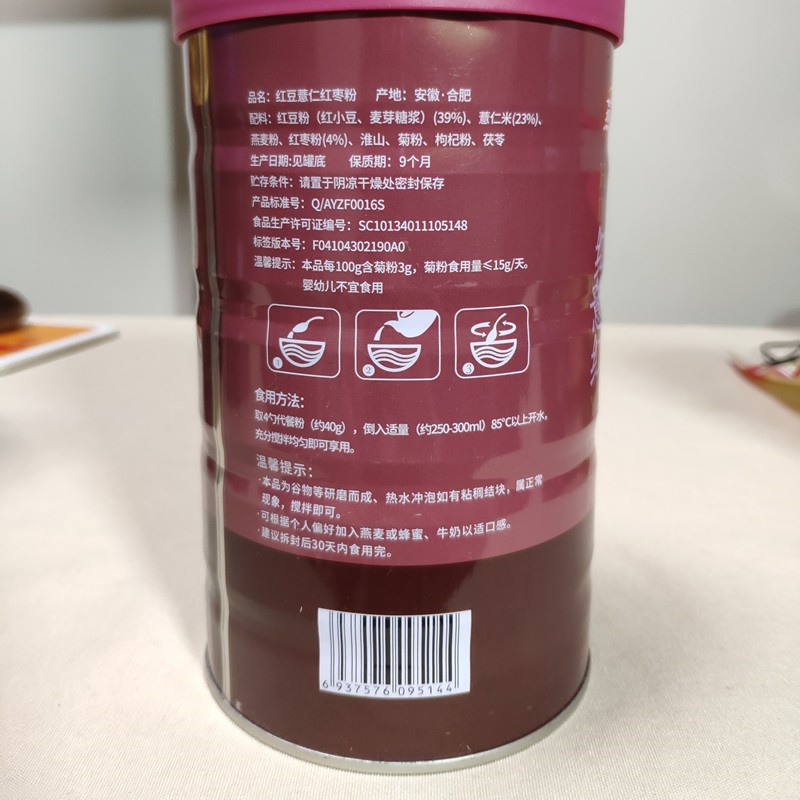 品名：红豆薏仁红枣粉 产地：安徽·合肥
配料：红豆粉（红小豆、麦芽糖浆）(39%)、薏仁米(23%)、
燕麦粉、红枣粉(4%)、淮山、菊粉、枸杞粉、茯苓
生产日期:见罐底 保质期：9个月
贮存条件：请置于阴凉干燥处密封保存
产品标准号：Q/AYZF0016S
食品生产许可证编号：SC10134011105148
标签版本号：F04104302190A0
温馨提示：本品每100g含菊粉3g，菊粉食用量≤15g/天。
婴幼儿不宜食用
1 2 3
食用方法：
取4勺代餐粉（约40g），倒入适量（约250-300ml）85℃以上开水，
充分搅拌均匀即可享用。
温馨提示：
·本品为谷物等研磨而成、热水冲泡如有粘稠结块，属正常
现象，搅拌即可。
·可根据个人偏好加入燕麦或蜂蜜、牛奶以适口感。
·建议拆封后30天内食用完。
6 937576 095144